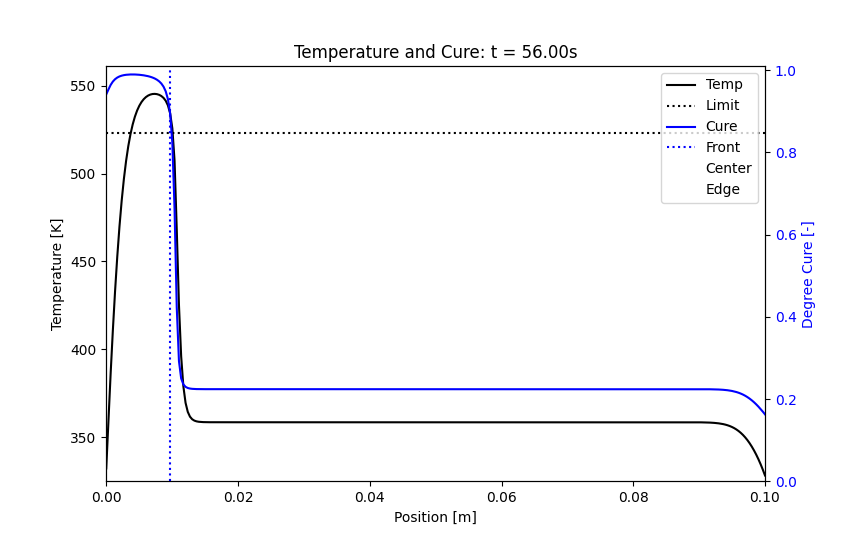 Temperature and Cure: t = 56.00s
Temp
Limit
Cure
Front
Center
Edge
Temperature [K]
550
500
450
400
350
Degree Cure [-]
1.0
0.8
0.6
0.4
0.2
0.0
0.00
0.02
0.04
0.06
0.08
0.10
Position [m]